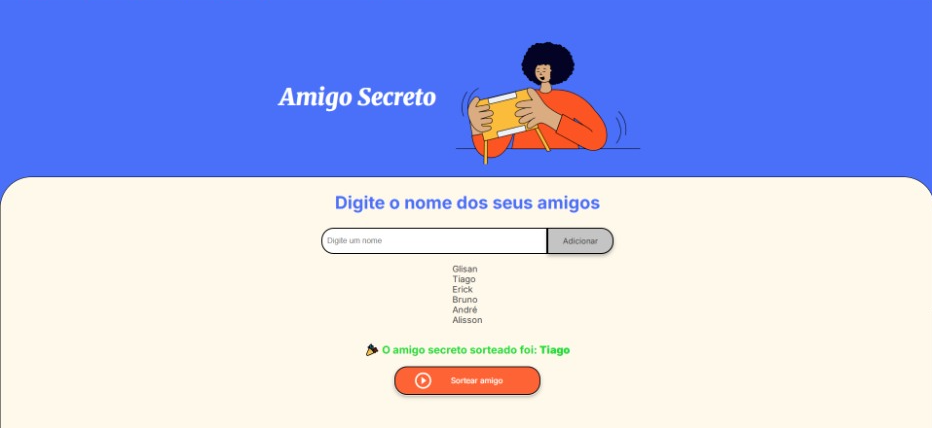 Amigo Secreto
Digite o nome dos seus amigos
Digite um nome
Adicionar
Glisan
Tiago
Erick
Bruno
André
Alisson
🎉 O amigo secreto sorteado foi: Tiago
Sortear amigo